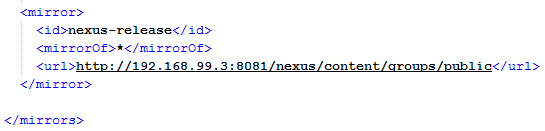 <mirror>
<id>nexus-release</id>
<mirrorOf>*</mirrorOf>
<url>http://192.168.99.3:8081/nexus/content/groups/public</url>
</mirror>
</mirrors>